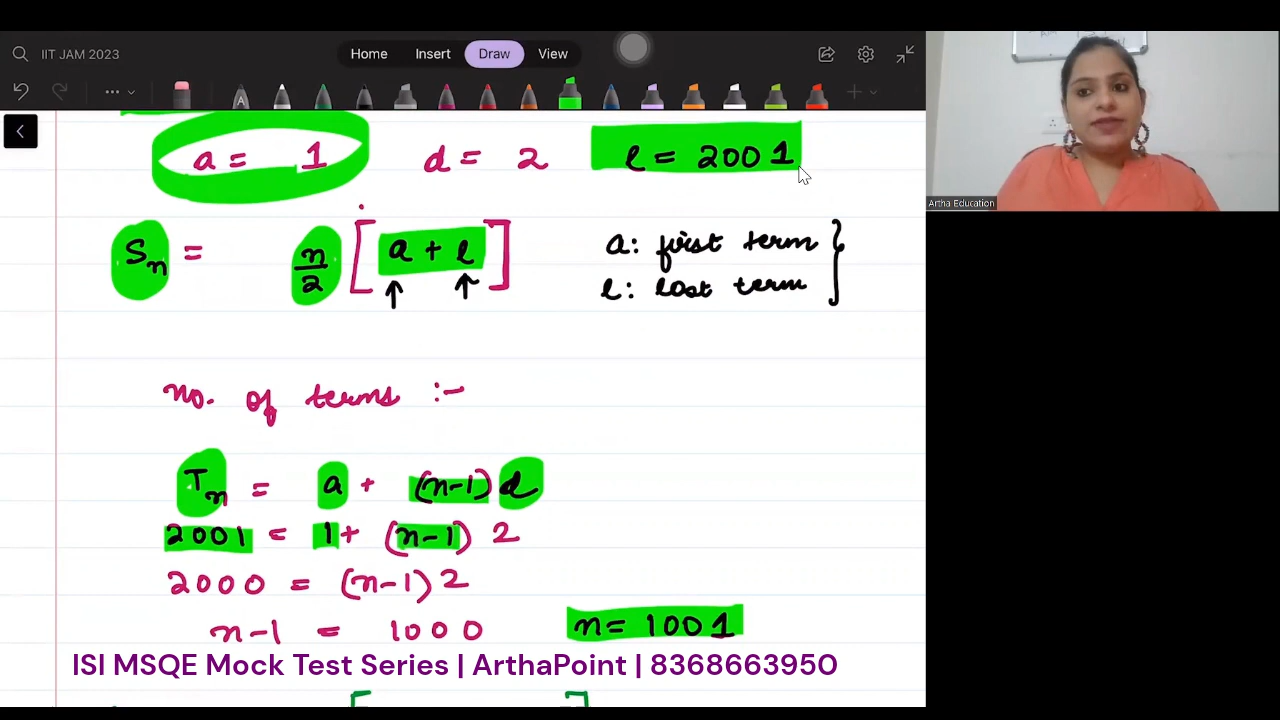 IIT JAM 2023
Home Insert Draw View
a = 1 d = 2 l = 2001
Sn = n/2 [a + l] a: first term
l: last term
Artha Education
No. of terms :-
Tn = a + (n-1) d
2001 = 1 + (n-1) 2
2000 = (n-1) 2
n-1 = 1000 n = 1001
ISI MSQE Mock Test Series | ArthaPoint | 8368663950